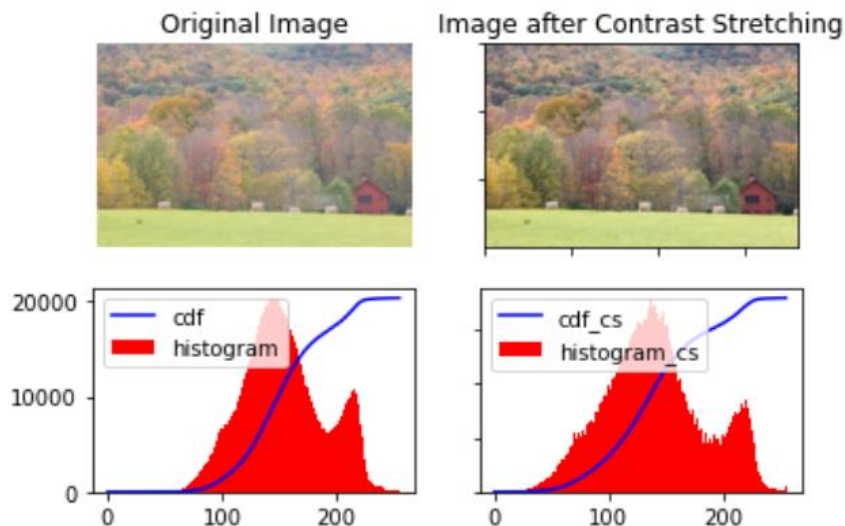 Original Image
Image after Contrast Stretching
20000
10000
0
cdf
histogram
0
100
200
cdf_cs
histogram_cs
0
100
200